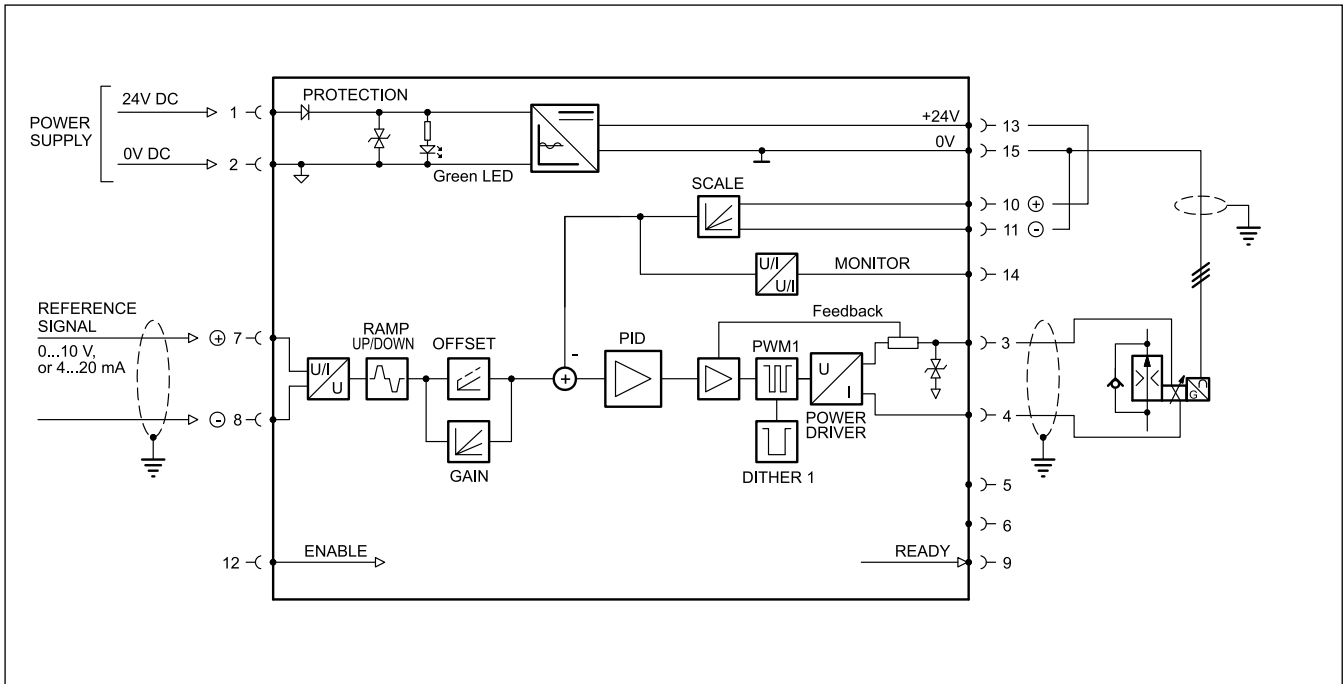 POWER
SUPPLY
24V DC
1
0V DC
2
PROTECTION
Green LED
+24V
13
0V
15
SCALE
10 +
11 -
U/I
U/I
MONITOR
14
REFERENCE
SIGNAL
0...10 V,
or 4...20 mA
+ 7
- 8
U/I
U
RAMP
UP/DOWN
OFFSET
GAIN
-
+
PID
Feedback
PWM1
U
I
POWER
DRIVER
DITHER 1
3
4
G
5
6
12
ENABLE
READY
9